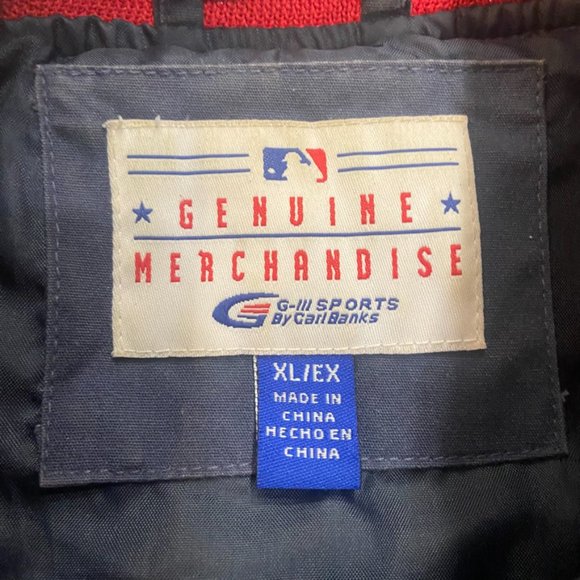 GENUINE
MERCHANDISE
G-III SPORTS
By Carl Banks
XL/EX
MADE IN
CHINA
HECHO EN
CHINA